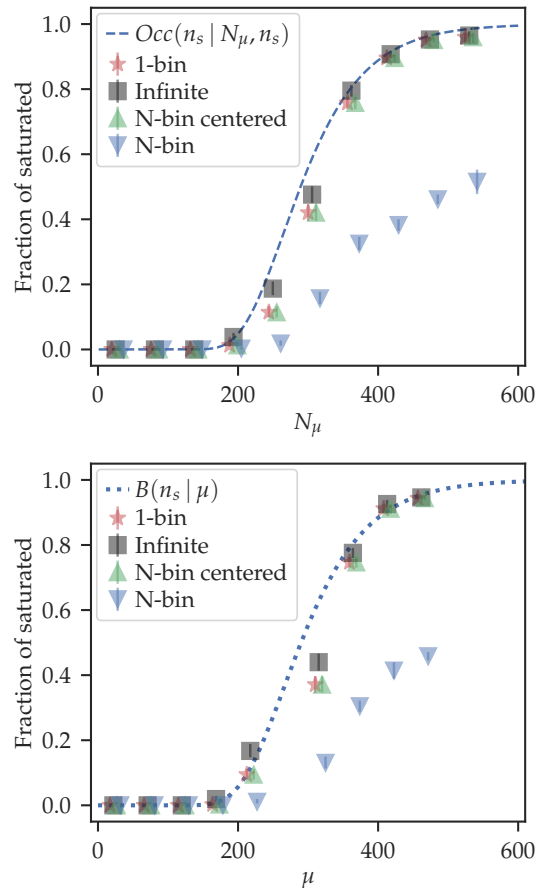 1.0
0.8
0.6
0.4
0.2
0.0
Fraction of saturated
Occ(n_s | N_μ, n_s)
1-bin
Infinite
N-bin centered
N-bin
0 200 400 600
N_μ
1.0
0.8
0.6
0.4
0.2
0.0
Fraction of saturated
B(n_s | μ)
1-bin
Infinite
N-bin centered
N-bin
0 200 400 600
μ